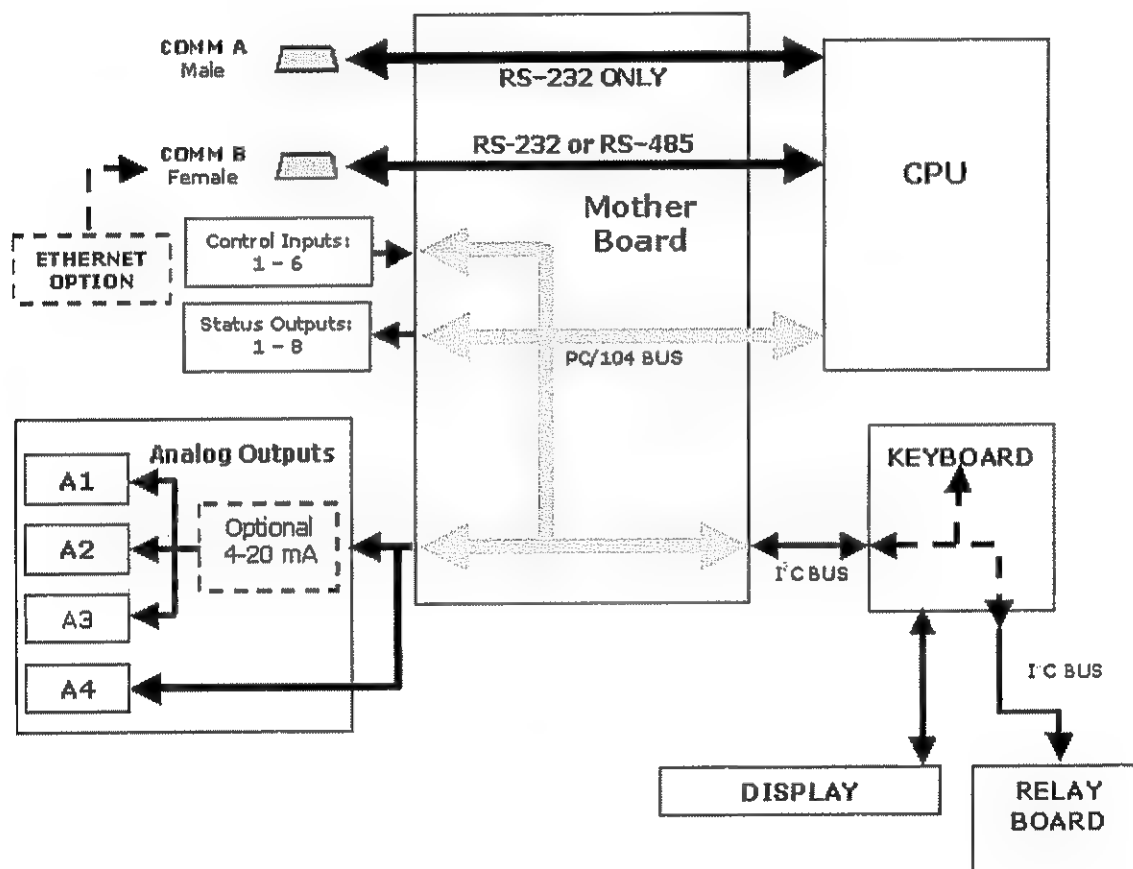 COMM A
Male
RS-232 ONLY
COMM B
Female
RS-232 or RS-485
CPU
Mother
Board
ETHERNET
OPTION
Control Inputs:
1 - 6
Status Outputs:
1 - 8
PC/104 BUS
Analog Outputs
A1
A2
A3
A4
Optional
4-20 mA
KEYBOARD
I²C BUS
I²C BUS
DISPLAY
RELAY
BOARD